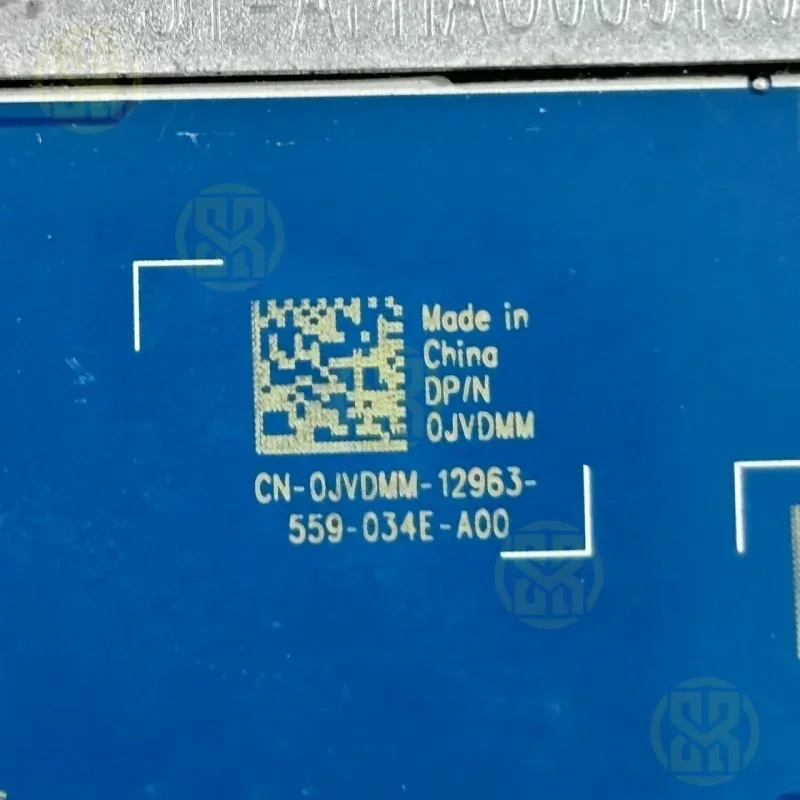 Made in
China
DP/N
0JVDMM
CN-0JVDMM-12963-
559-034E-A00